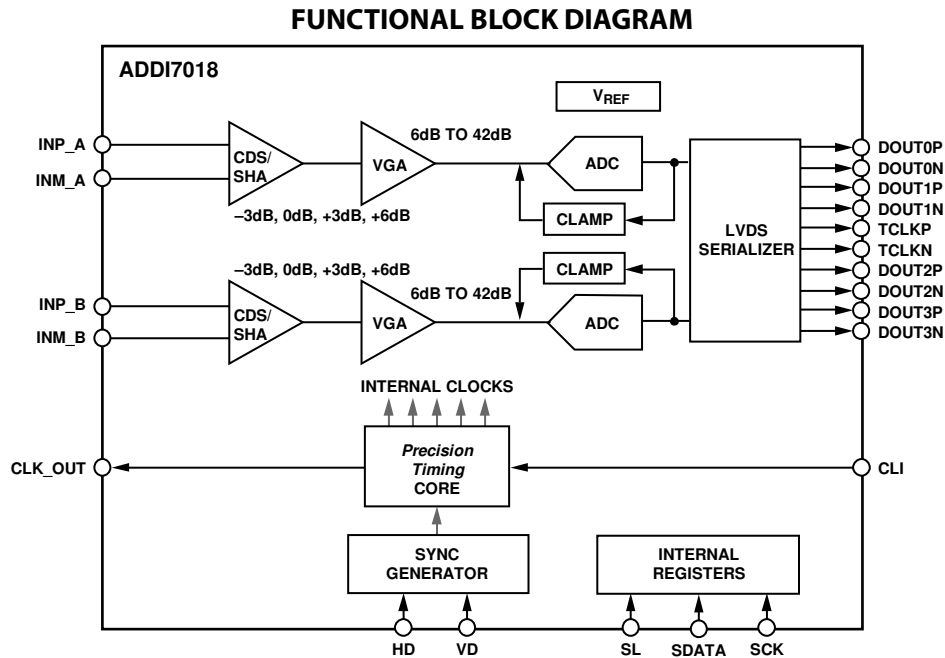 FUNCTIONAL BLOCK DIAGRAM
ADDI7018
VREF
INP_A
INM_A
CDS/
SHA
–3dB, 0dB, +3dB, +6dB
VGA
6dB TO 42dB
ADC
CLAMP
LVDS
SERIALIZER
DOUT0P
DOUT0N
DOUT1P
DOUT1N
TCLKP
TCLKN
DOUT2P
DOUT2N
DOUT3P
DOUT3N
–3dB, 0dB, +3dB, +6dB
CLAMP
6dB TO 42dB
INP_B
INM_B
CDS/
SHA
VGA
ADC
INTERNAL CLOCKS
CLK_OUT
Precision
Timing
CORE
CLI
SYNC
GENERATOR
INTERNAL
REGISTERS
HD
VD
SL
SDATA
SCK